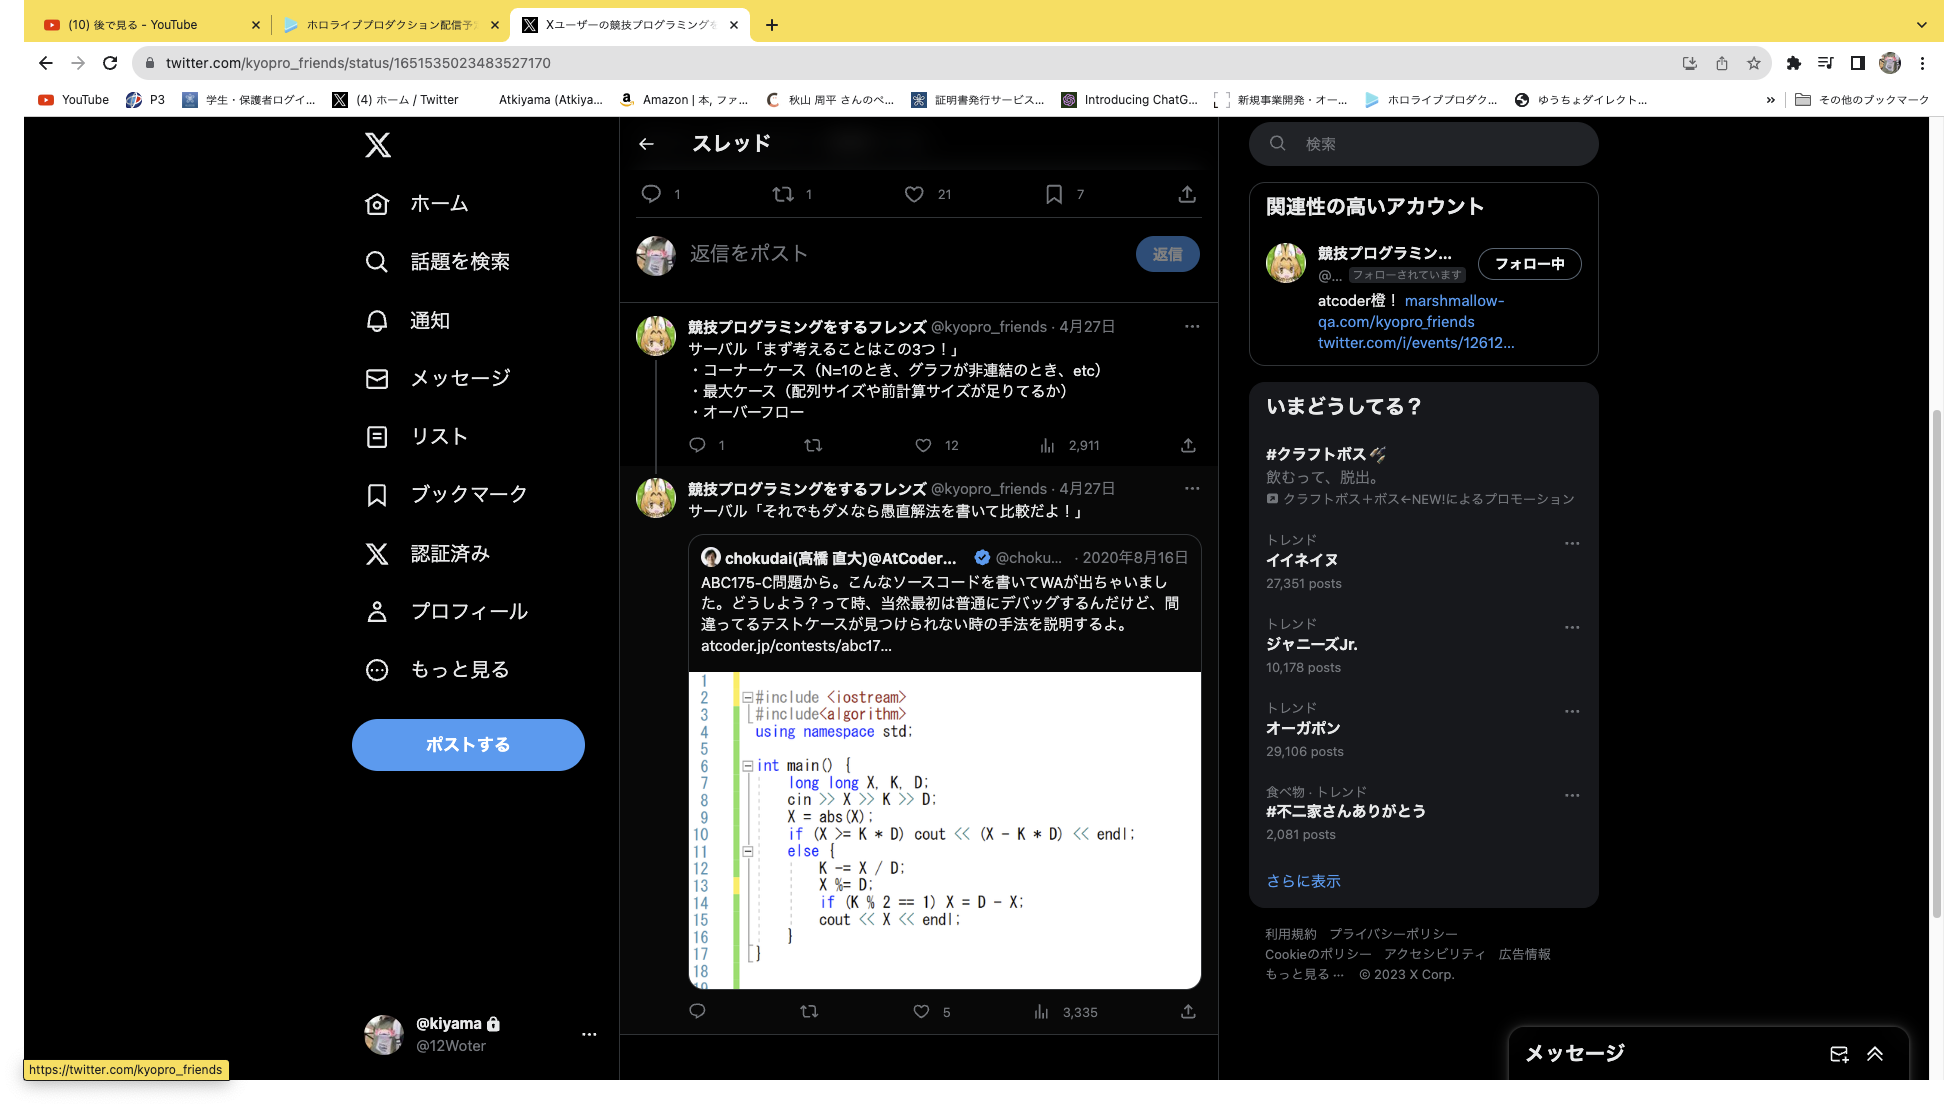 (10) 後で見る - YouTube
ホロライブプロダクション配信予
Xユーザーの競技プログラミングを
twitter.com/kyopro_friends/status/1651535023483527170
YouTube
P3
学生・保護者ログイ...
(4) ホーム / Twitter
Atkiyama (Atkiya...
Amazon | 本, ファ...
秋山 周平 さんのペ...
証明書発行サービス...
Introducing ChatG...
新規事業開発・オー...
ホロライブプロダク...
ゆうちょダイレクト...
»
その他のブックマーク
ホーム
話題を検索
通知
メッセージ
リスト
ブックマーク
認証済み
プロフィール
もっと見る
ポストする
@kiyama
@12Woter
https://twitter.com/kyopro_friends
スレッド
1
1
21
7
返信をポスト
返信
競技プログラミングをするフレンズ @kyopro_friends · 4月27日
サーバル「まず考えることはこの3つ！」
・コーナーケース（N=1のとき、グラフが非連結のとき、etc）
・最大ケース（配列サイズや前計算サイズが足りてるか）
・オーバーフロー
1
12
2,911
競技プログラミングをするフレンズ @kyopro_friends · 4月27日
サーバル「それでもダメなら愚直解法を書いて比較だよ！」
chokudai(高橋 直大)@AtCoder... @choku... · 2020年8月16日
ABC175-C問題から。こんなソースコードを書いてWAが出ちゃいまし
た。どうしよう？って時、当然最初は普通にデバッグするんだけど、間
違ってるテストケースが見つけられない時の手法を説明するよ。
atcoder.jp/contests/abc17...
1
2 #include <iostream>
3 #include<algorithm>
4 using namespace std;
5
6 int main() {
7 long long X, K, D;
8 cin >> X >> K >> D;
9 X = abs(X);
10 if (X >= K * D) cout << (X - K * D) << endl;
11 else {
12 K -= X / D;
13 X %= D;
14 if (K % 2 == 1) X = D - X;
15 cout << X << endl;
16 }
17 }
18
19
5
3,335
検索
関連性の高いアカウント
競技プログラミン...
@... フォローされています
フォロー中
atcoder橙！ marshmallow-
qa.com/kyopro_friends
twitter.com/i/events/12612...
いまどうしてる？
#クラフトボス
飲むって、脱出。
クラフトボス＋ボス←NEW!によるプロモーション
トレンド
イイネイヌ
27,351 posts
トレンド
ジャニーズJr.
10,178 posts
トレンド
オーガポン
29,106 posts
食べ物 · トレンド
#不二家さんありがとう
2,081 posts
さらに表示
利用規約 プライバシーポリシー
Cookieのポリシー アクセシビリティ 広告情報
もっと見る ··· © 2023 X Corp.
メッセージ